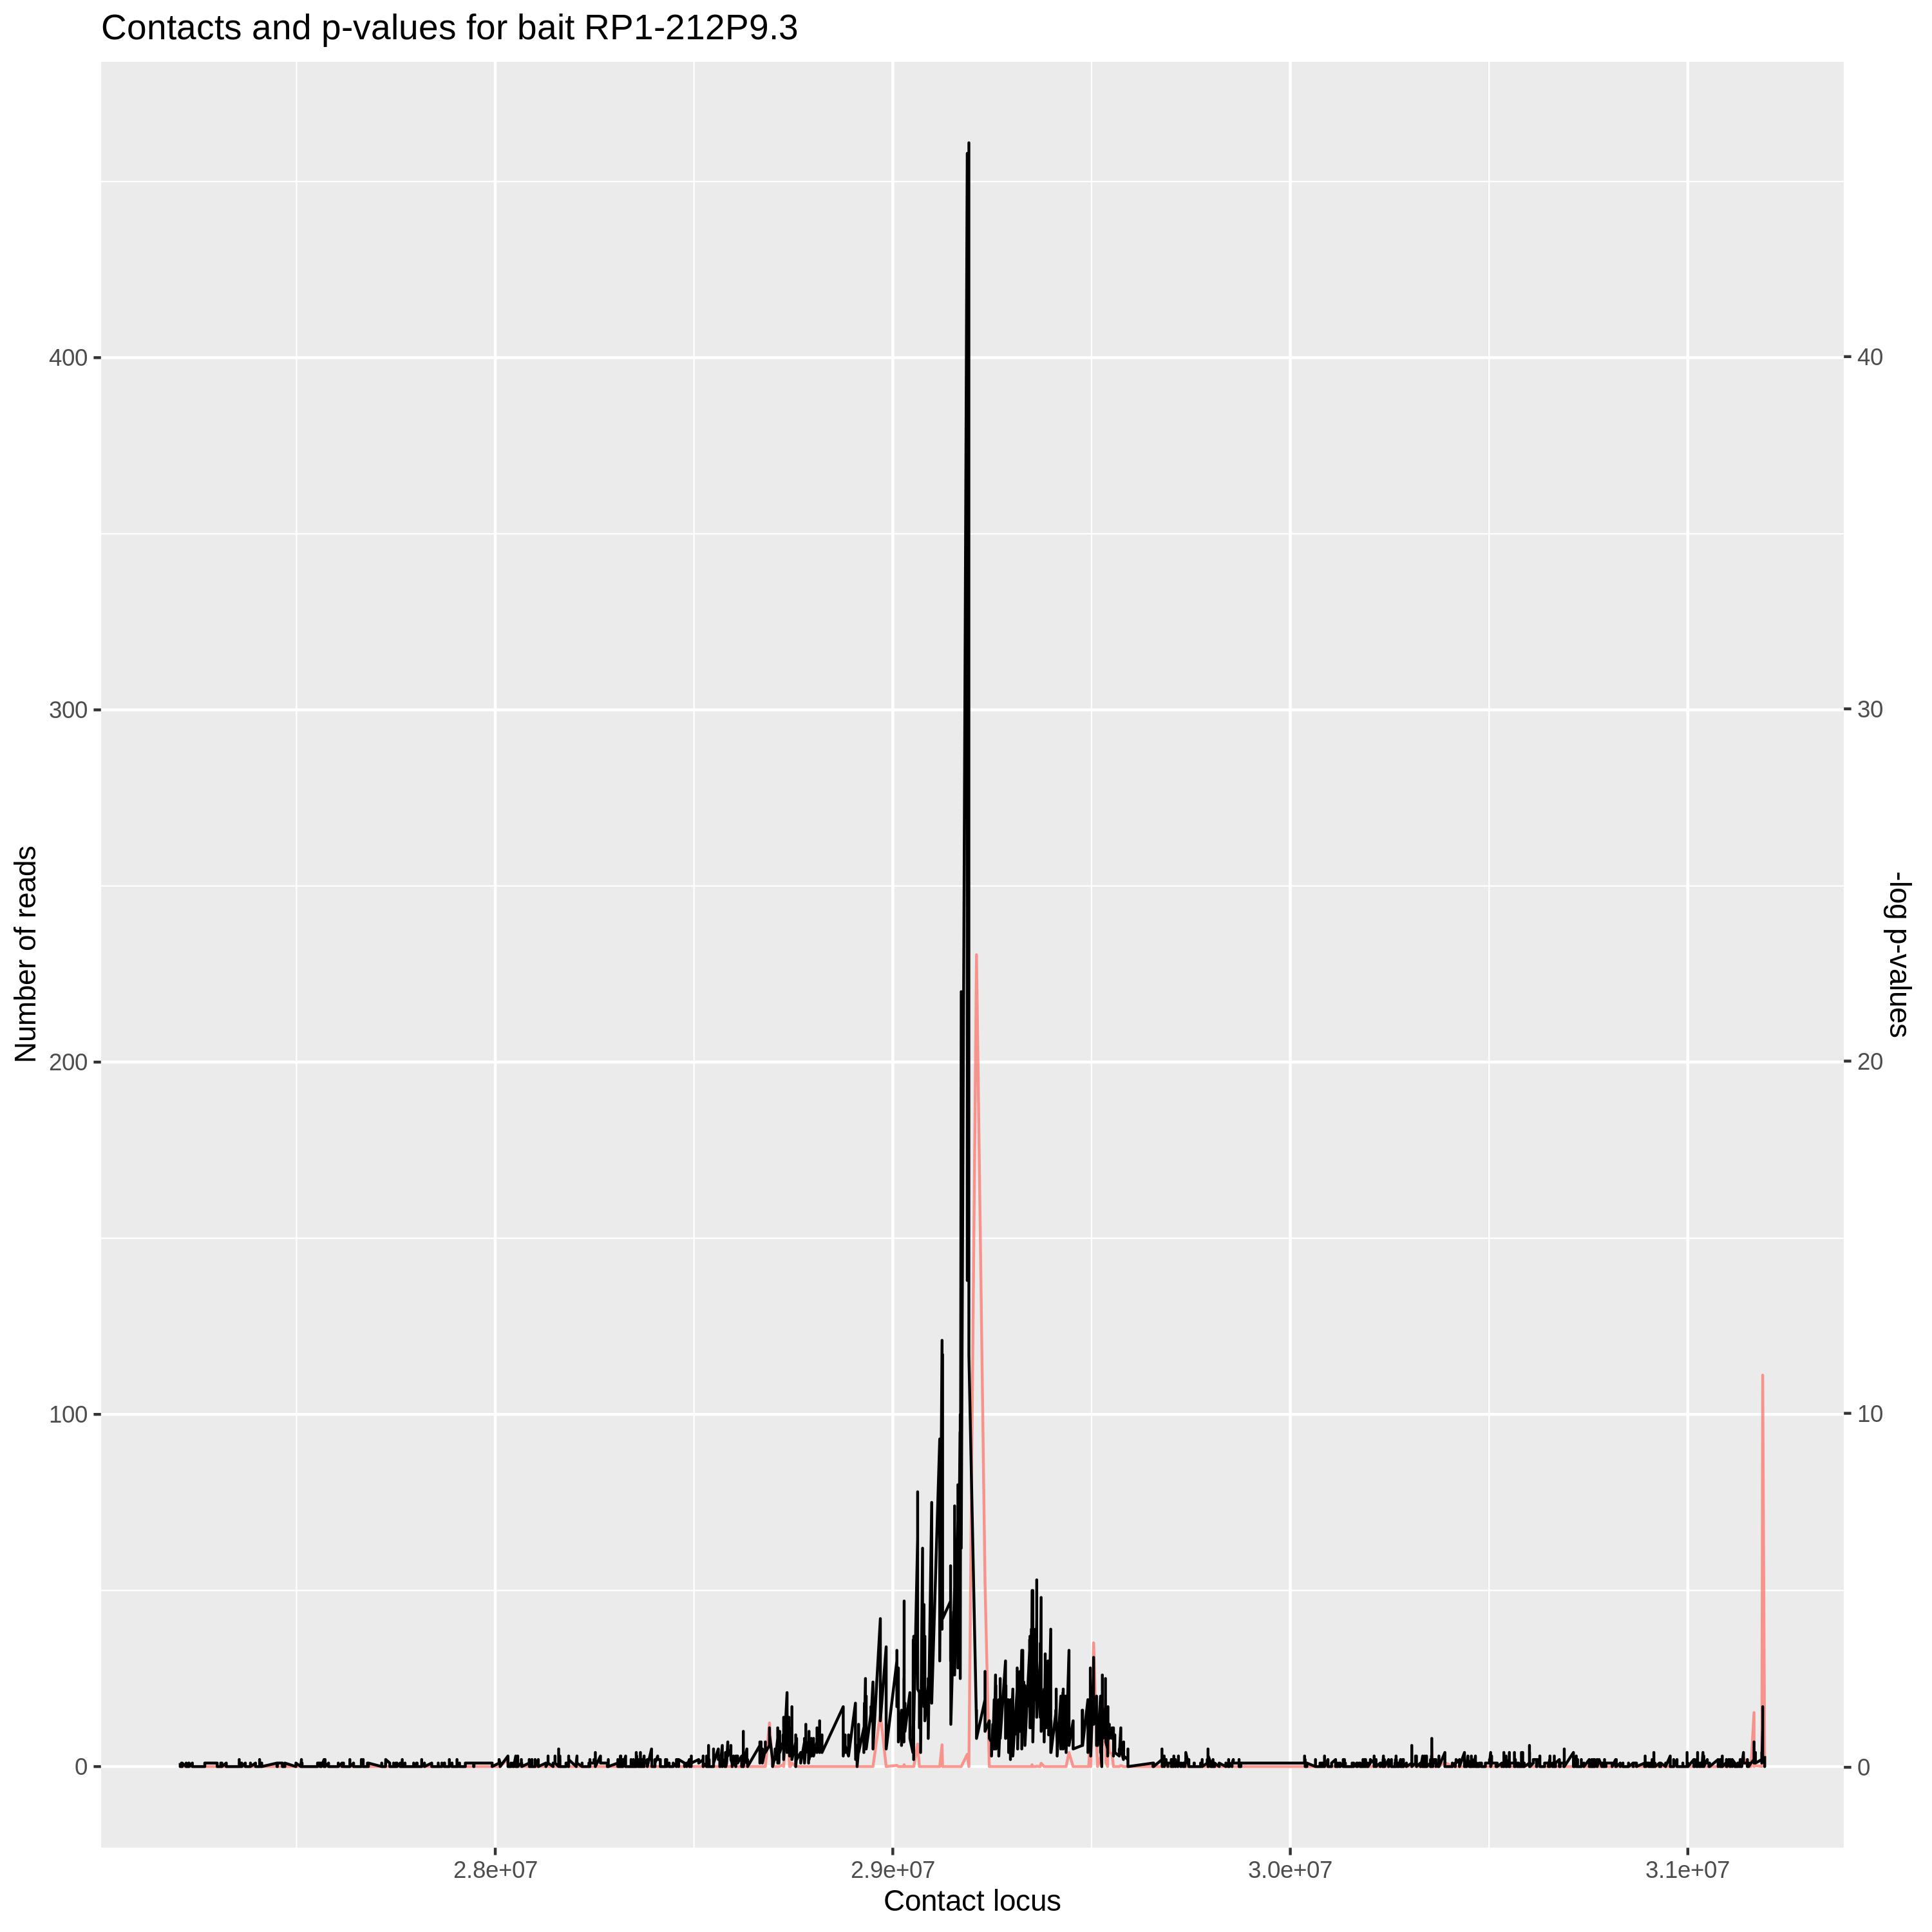 Contacts and p-values for bait RP1-212P9.3
Number of reads
400
300
200
100
0
40
30
20
10
0
-log p-values
2.8e+07 2.9e+07 3.0e+07 3.1e+07
Contact locus